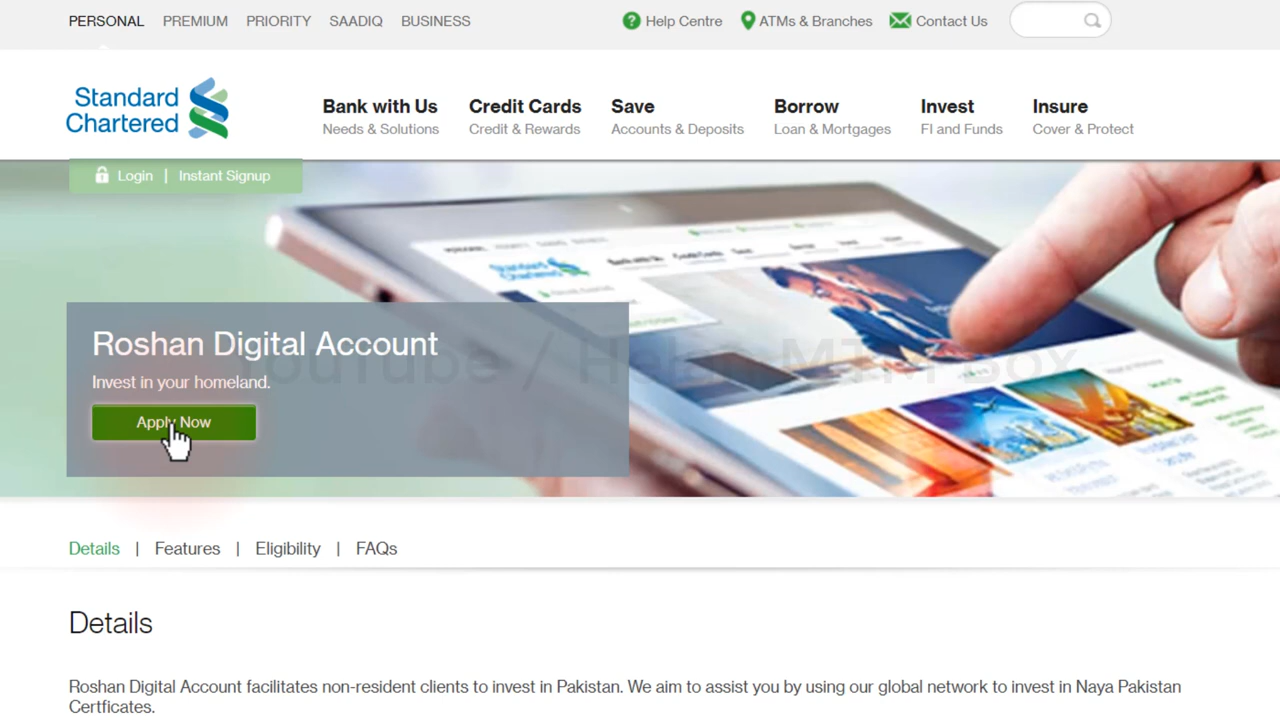 PERSONAL PREMIUM PRIORITY SAADIQ BUSINESS Help Centre ATMs & Branches Contact Us
Standard
Chartered
Bank with Us Credit Cards Save Borrow Invest Insure
Needs & Solutions Credit & Rewards Accounts & Deposits Loan & Mortgages FI and Funds Cover & Protect
Login | Instant Signup
Roshan Digital Account
Invest in your homeland.
Apply Now
Details | Features | Eligibility | FAQs
Details
Roshan Digital Account facilitates non-resident clients to invest in Pakistan. We aim to assist you by using our global network to invest in Naya Pakistan
Certficates.